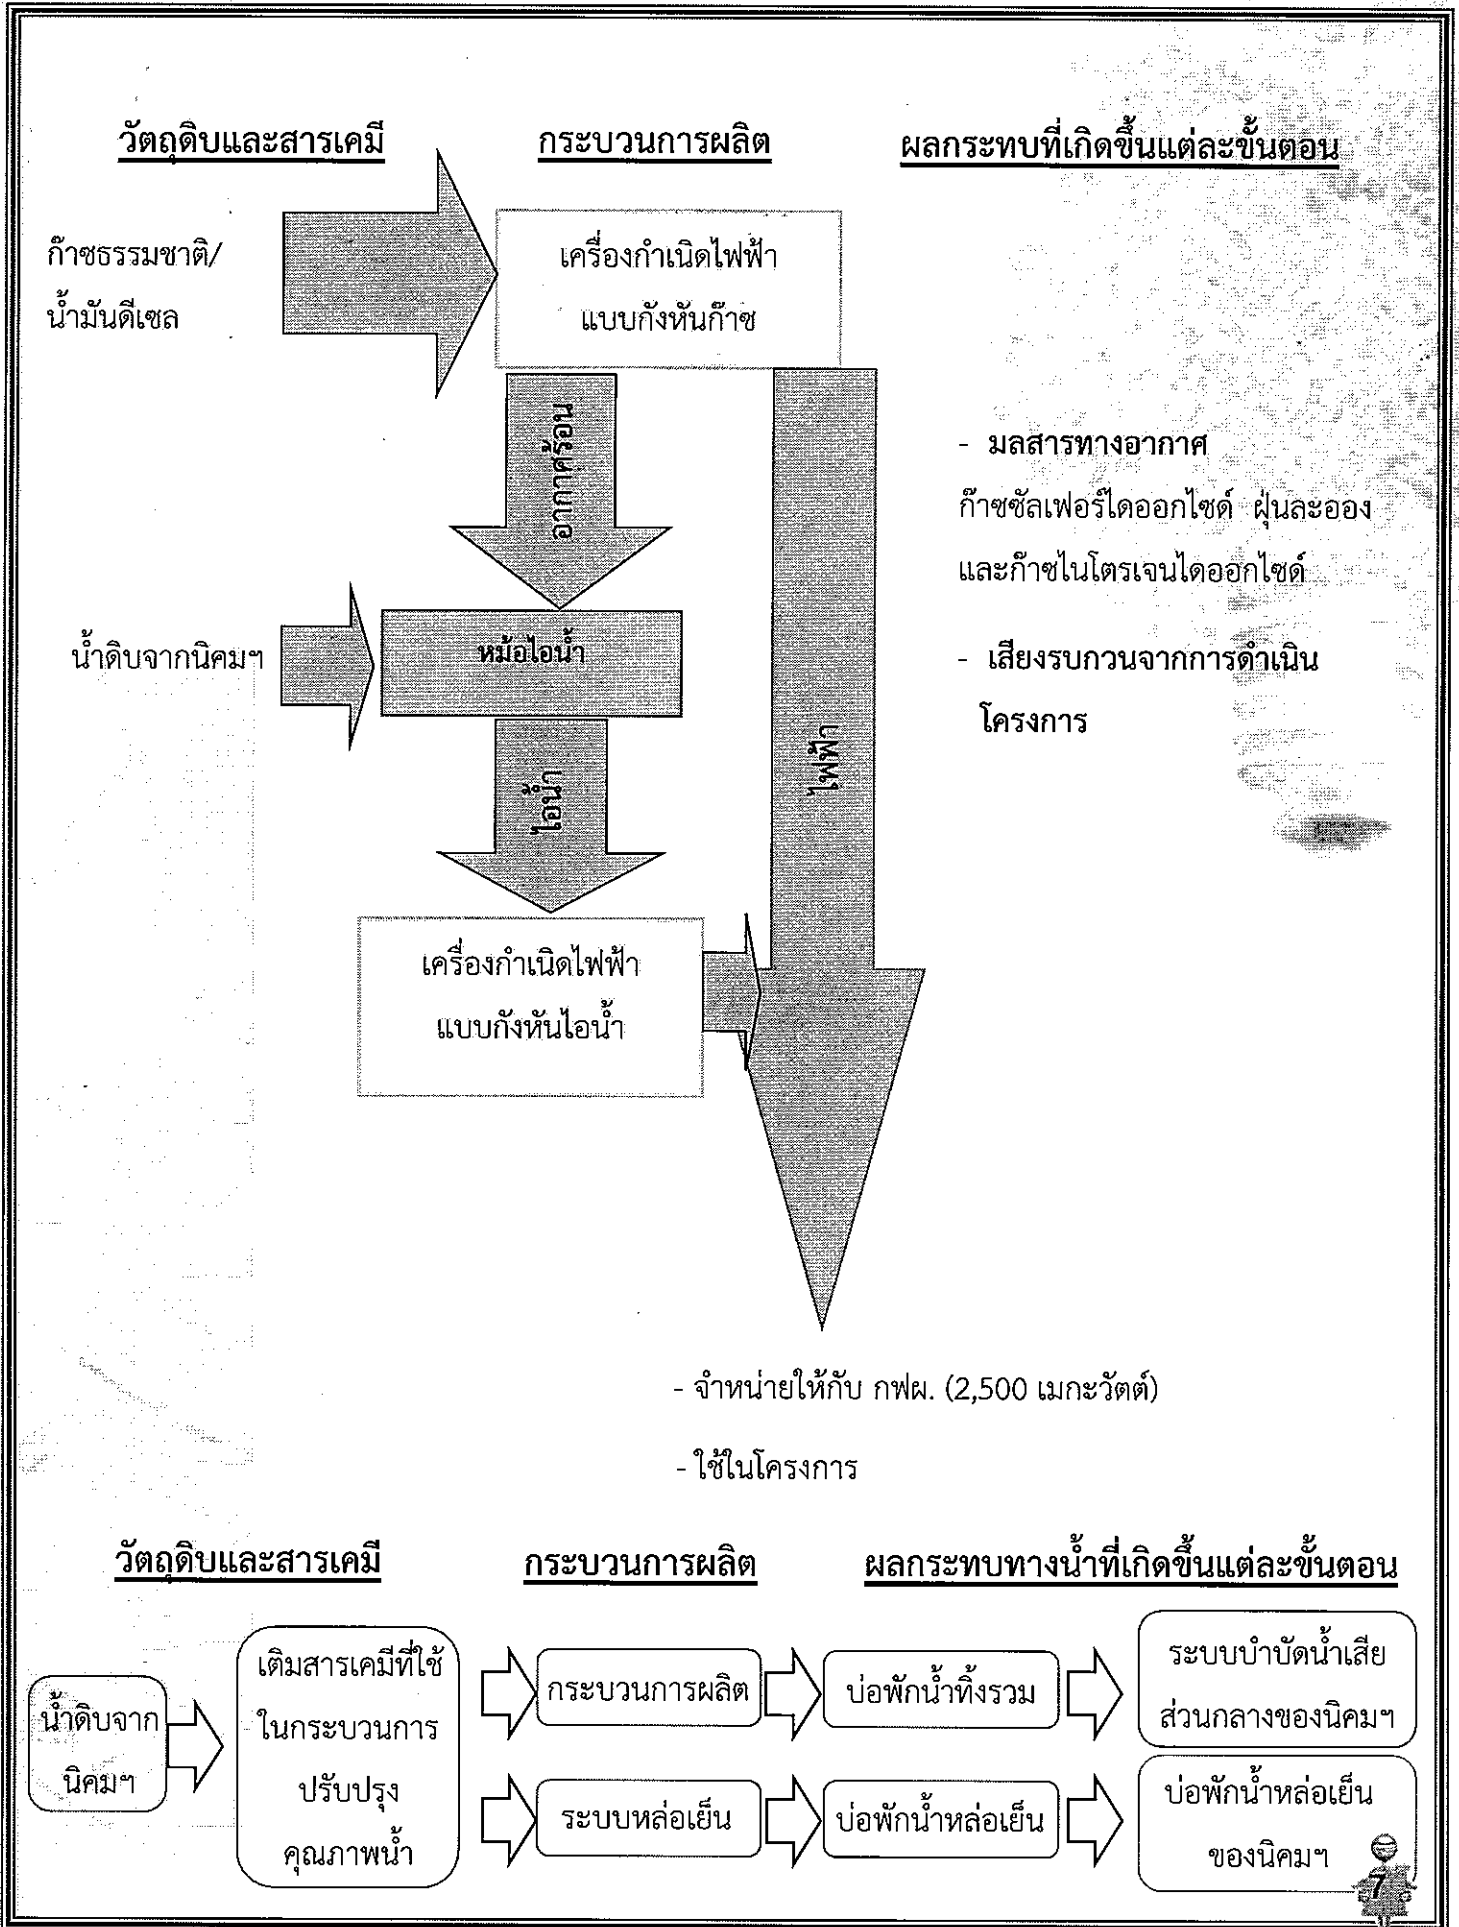 วัตถุดิบและสารเคมี
กระบวนการผลิต
ผลกระทบที่เกิดขึ้นแต่ละขั้นตอน
ก๊าซธรรมชาติ/
น้ำมันดีเซล
เครื่องกำเนิดไฟฟ้า
แบบกังหันก๊าซ
อากาศร้อน
- มลสารทางอากาศ
ก๊าซซัลเฟอร์ไดออกไซด์ ฝุ่นละออง
และก๊าซไนโตรเจนไดออกไซด์
น้ำดิบจากนิคมฯ
หม้อไอน้ำ
- เสียงรบกวนจากการดำเนิน
โครงการ
ไอน้ำ
ไฟฟ้า
เครื่องกำเนิดไฟฟ้า
แบบกังหันไอน้ำ
- จำหน่ายให้กับ กฟผ. (2,500 เมกะวัตต์)
- ใช้ในโครงการ
วัตถุดิบและสารเคมี
กระบวนการผลิต
ผลกระทบทางน้ำที่เกิดขึ้นแต่ละขั้นตอน
น้ำดิบจาก
นิคมฯ
เติมสารเคมีที่ใช้
ในกระบวนการ
ปรับปรุง
คุณภาพน้ำ
กระบวนการผลิต
บ่อพักน้ำทิ้งรวม
ระบบบำบัดน้ำเสีย
ส่วนกลางของนิคมฯ
ระบบหล่อเย็น
บ่อพักน้ำหล่อเย็น
บ่อพักน้ำหล่อเย็น
ของนิคมฯ
7